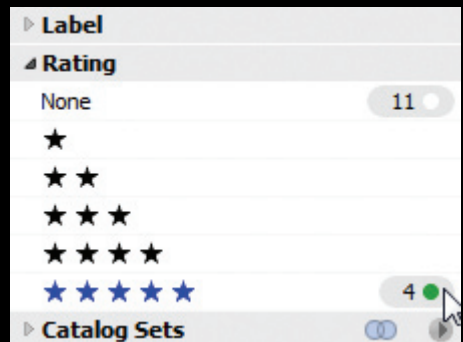 Label
Rating
None 11
★
★ ★
★ ★ ★
★ ★ ★ ★
★ ★ ★ ★ ★ 4
Catalog Sets